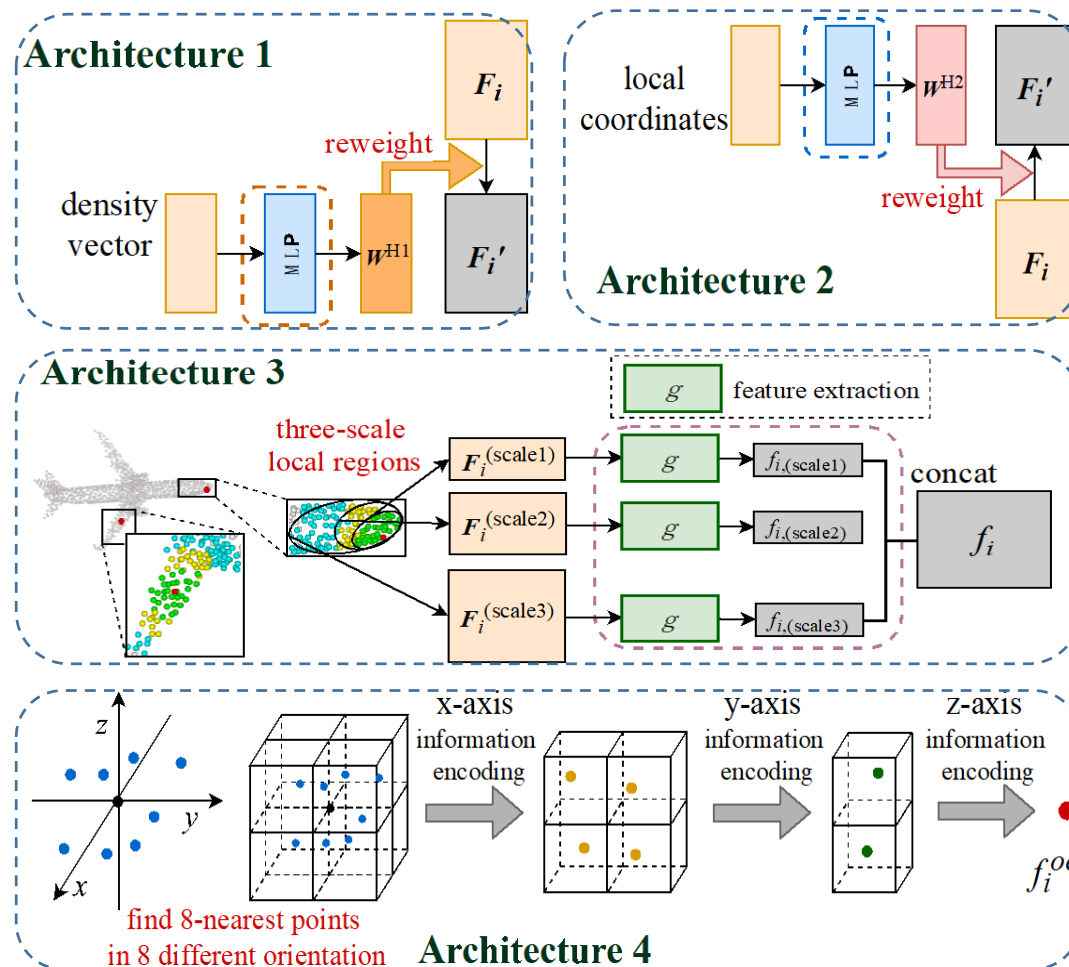 Architecture 1
F_i
reweight
density
vector
MLP
W^H1
F_i'
local
coordinates
MLP
W^H2
F_i'
reweight
F_i
Architecture 2
Architecture 3
g
feature extraction
three-scale
local regions
F_i^(scale1)
g
f_i,(scale1)
concat
F_i^(scale2)
g
f_i,(scale2)
f_i
F_i^(scale3)
g
f_i,(scale3)
z
y
x
find 8-nearest points
in 8 different orientation
x-axis
information
encoding
y-axis
information
encoding
z-axis
information
encoding
Architecture 4